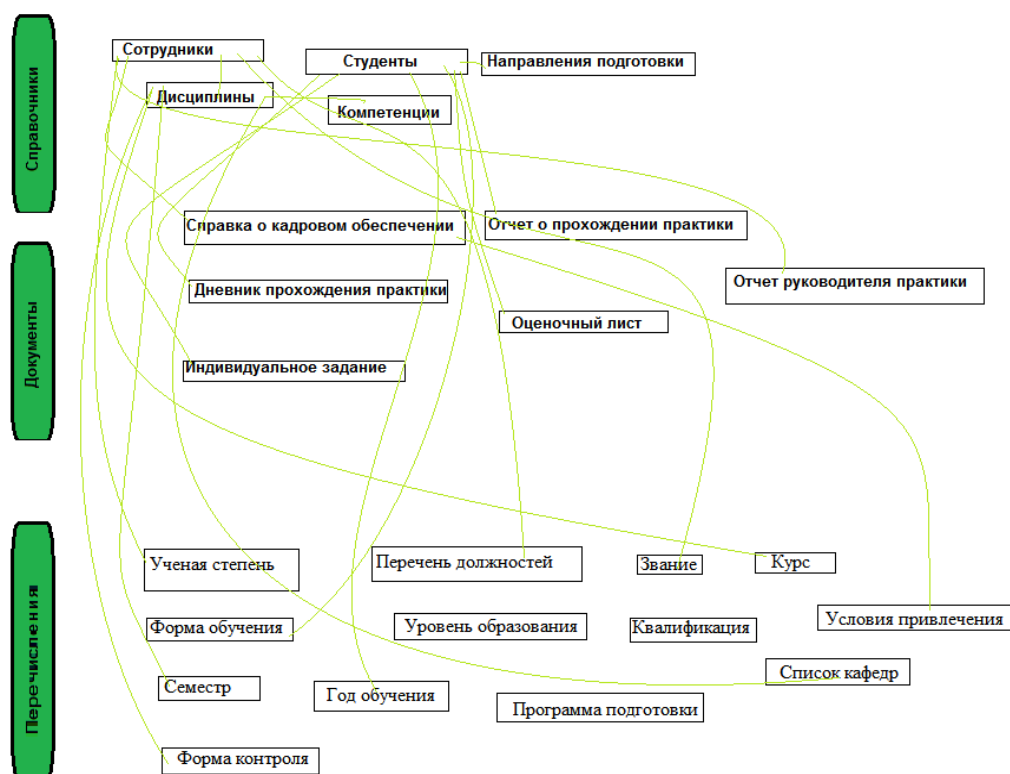 Справочники
Сотрудники
Студенты
Направления подготовки
Дисциплины
Компетенции
Документы
Справка о кадровом обеспечении
Отчет о прохождении практики
Отчет руководителя практики
Дневник прохождения практики
Оценочный лист
Индивидуальное задание
Перечисления
Ученая степень
Перечень должностей
Звание
Курс
Форма обучения
Уровень образования
Квалификация
Условия привлечения
Семестр
Год обучения
Программа подготовки
Список кафедр
Форма контроля